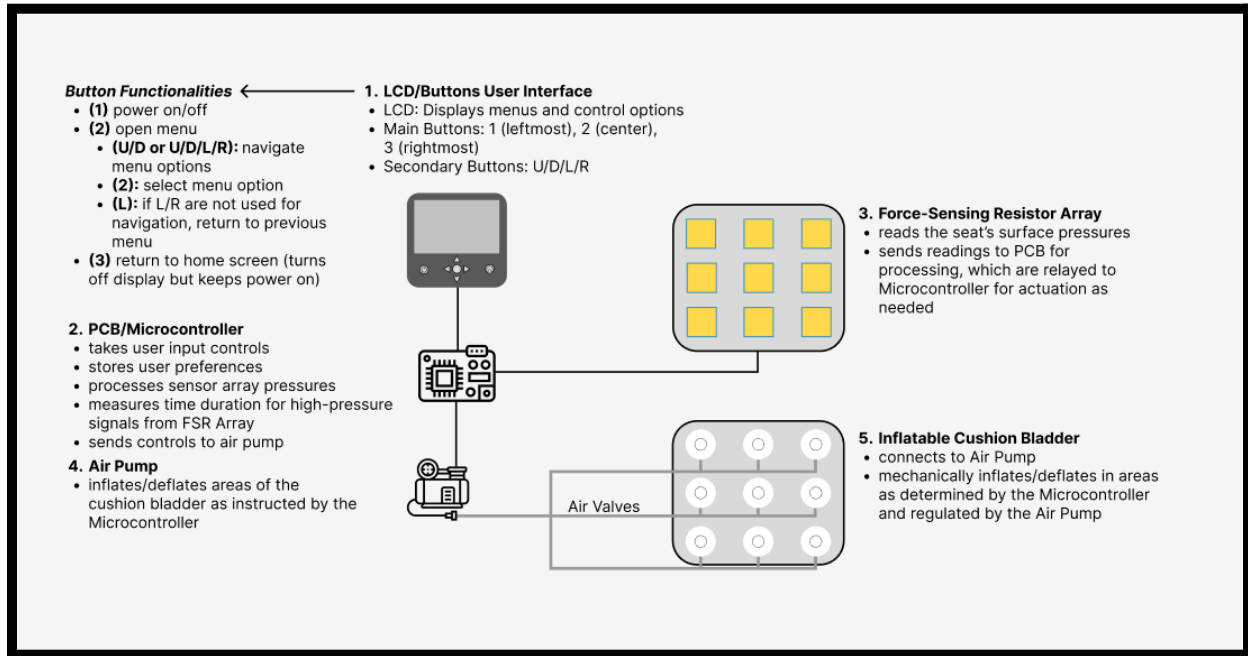 Button Functionalities
• (1) power on/off
• (2) open menu
• (U/D or U/D/L/R): navigate
menu options
• (2): select menu option
• (L): if L/R are not used for
navigation, return to previous
menu
• (3) return to home screen (turns
off display but keeps power on)
1. LCD/Buttons User Interface
• LCD: Displays menus and control options
• Main Buttons: 1 (leftmost), 2 (center),
3 (rightmost)
• Secondary Buttons: U/D/L/R
2. PCB/Microcontroller
• takes user input controls
• stores user preferences
• processes sensor array pressures
• measures time duration for high-pressure
signals from FSR Array
• sends controls to air pump
3. Force-Sensing Resistor Array
• reads the seat's surface pressures
• sends readings to PCB for
processing, which are relayed to
Microcontroller for actuation as
needed
4. Air Pump
• inflates/deflates areas of the
cushion bladder as instructed by the
Microcontroller
Air Valves
5. Inflatable Cushion Bladder
• connects to Air Pump
• mechanically inflates/deflates in areas
as determined by the Microcontroller
and regulated by the Air Pump